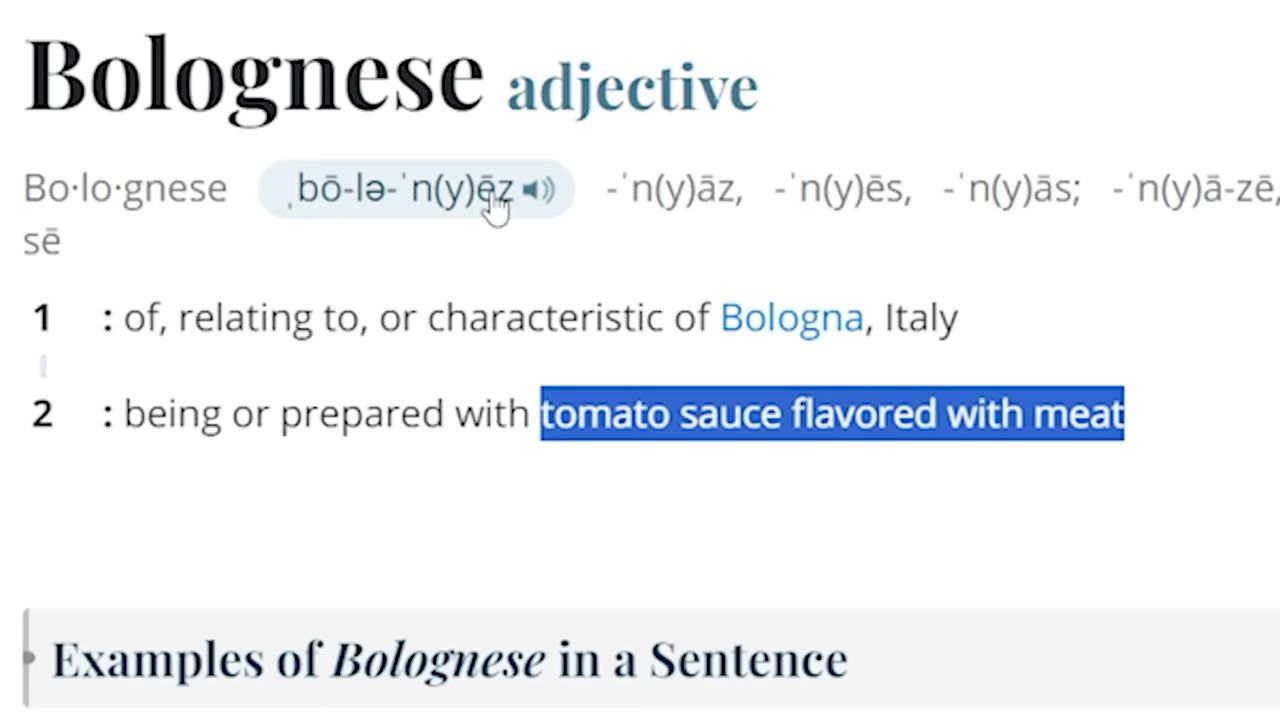 Bolognese adjective
Bo·lo·gnese ˌbō-lə-ˈn(y)ēz -ˈn(y)āz, -ˈn(y)ēs, -ˈn(y)ās; -ˈn(y)ā-zē,
sē
1 : of, relating to, or characteristic of Bologna, Italy
2 : being or prepared with tomato sauce flavored with meat
Examples of Bolognese in a Sentence